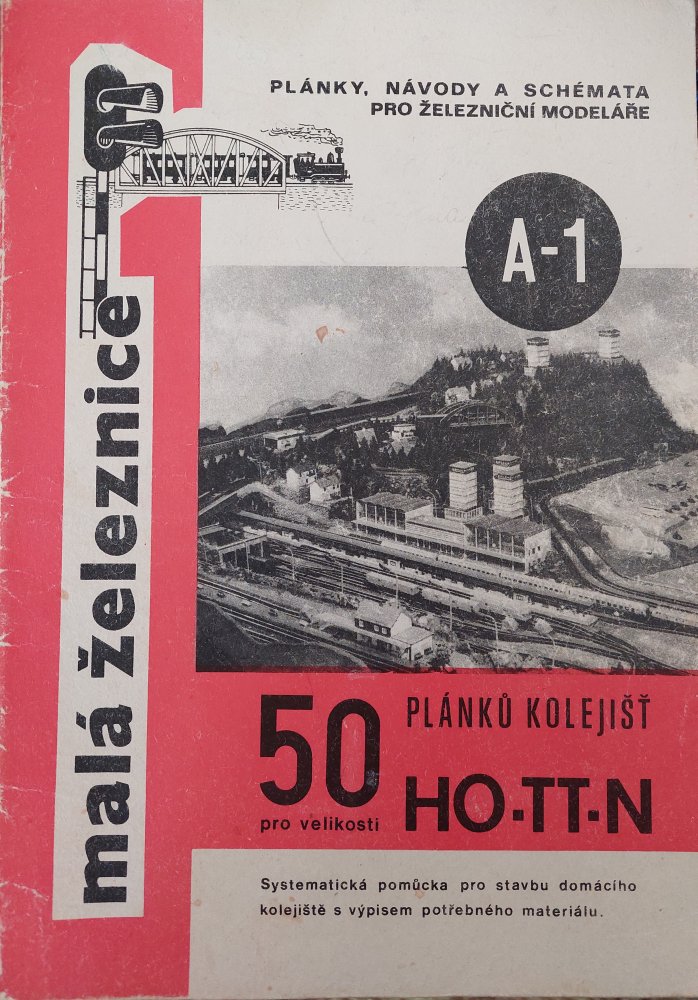 PLÁNKY, NÁVODY A SCHÉMATA
PRO ŽELEZNIČNÍ MODELÁŘE
A-1
malá železnice
50 PLÁNKŮ KOLEJIŠŤ
pro velikosti HO·TT·N
Systematická pomůcka pro stavbu domácího
kolejiště s výpisem potřebného materiálu.